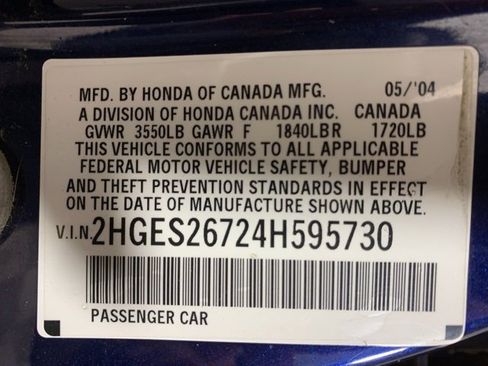 MFD. BY HONDA OF CANADA MFG. 05/'04
A DIVISION OF HONDA CANADA INC. CANADA
GVWR 3550LB GAWR F 1840LB R 1720LB
THIS VEHICLE CONFORMS TO ALL APPLICABLE
FEDERAL MOTOR VEHICLE SAFETY, BUMPER
AND THEFT PREVENTION STANDARDS IN EFFECT
ON THE DATE OF MANUFACTURE SHOWN ABOVE.
V.I.N. 2HGES26724H595730
PASSENGER CAR